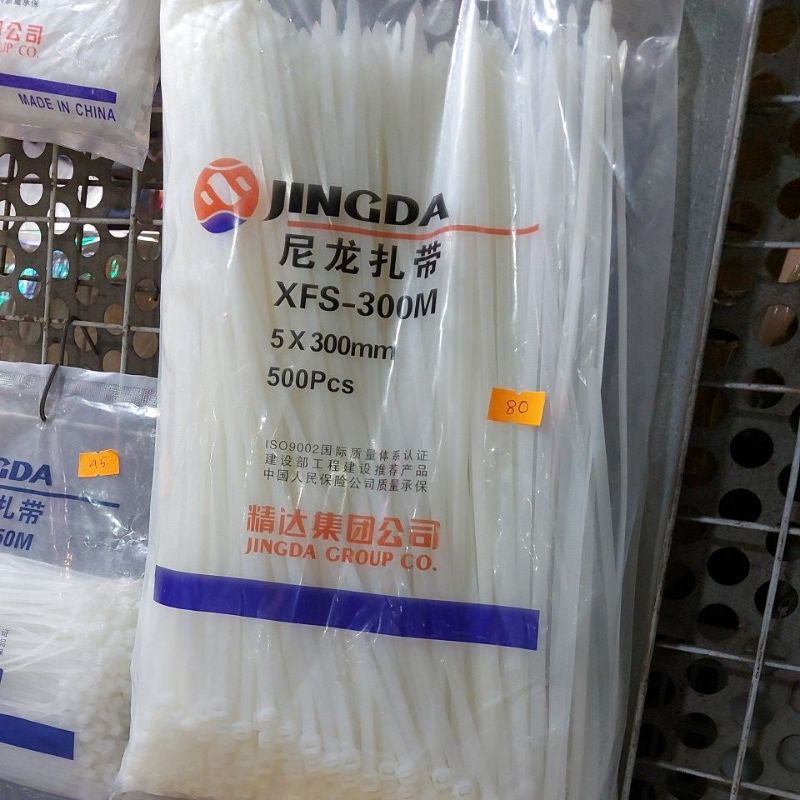 公司
GROUP CO.
MADE IN CHINA
JINGDA
尼龙扎带
XFS-300M
5X300mm
500Pcs
80
ISO9002国际质量体系认证
建设部工程建设推荐产品
中国人民保险公司质量承保
精达集团公司
JINGDA GROUP CO.
NGDA
45
扎带
50M